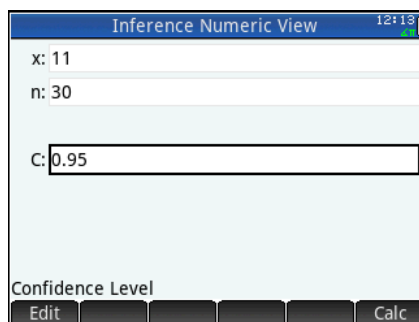 Inference Numeric View 12:13
∠π
x: 11
n: 30
C: 0.95
Confidence Level
Edit Calc